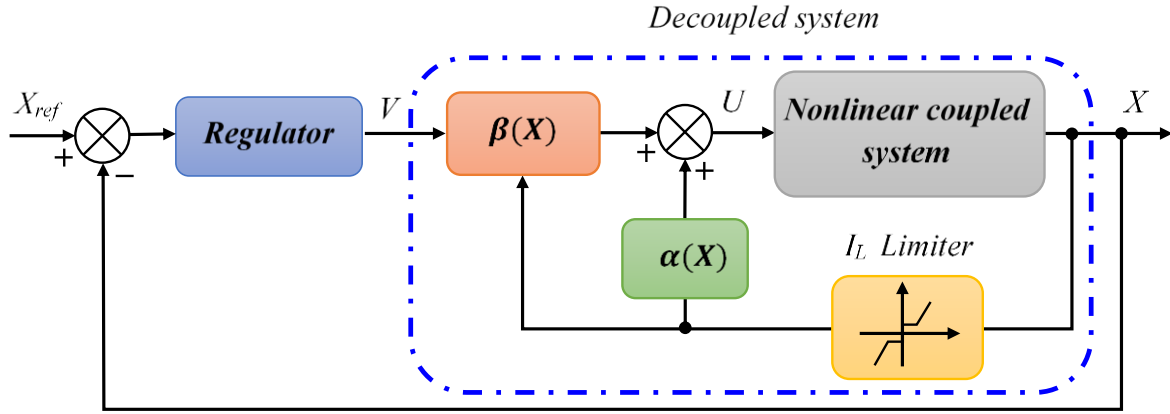 Decoupled system
X_ref
+
−
Regulator
V
β(X)
+
+
U
Nonlinear coupled
system
X
α(X)
I_L Limiter